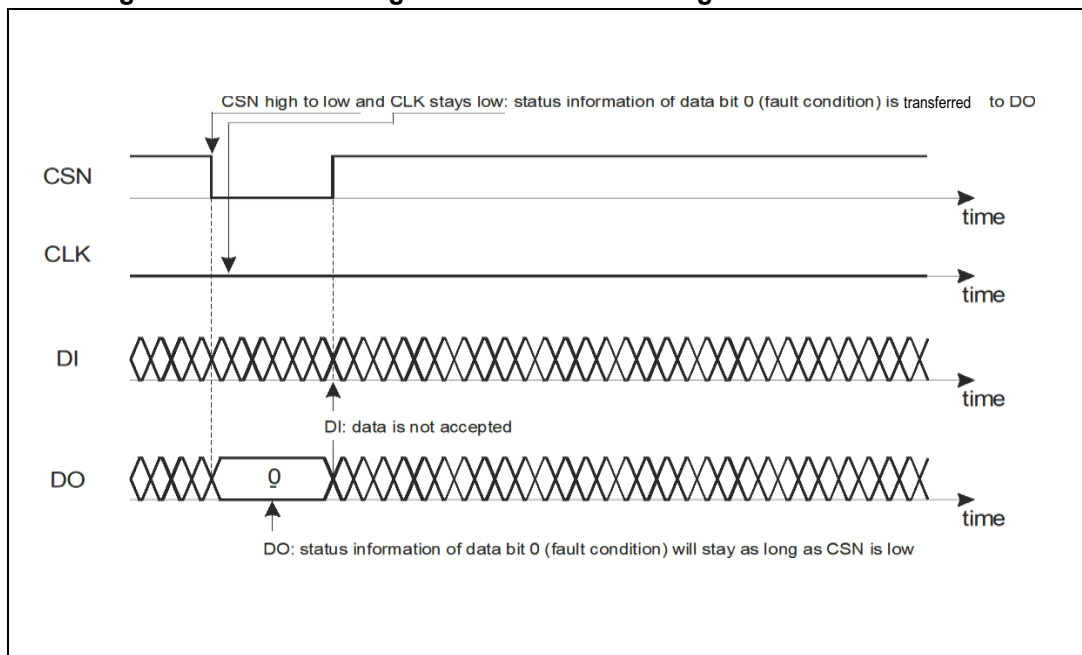 CSN high to low and CLK stays low: status information of data bit 0 (fault condition) is transferred to DO
CSN
time
CLK
time
DI
time
DI: data is not accepted
DO
0
time
DO: status information of data bit 0 (fault condition) will stay as long as CSN is low